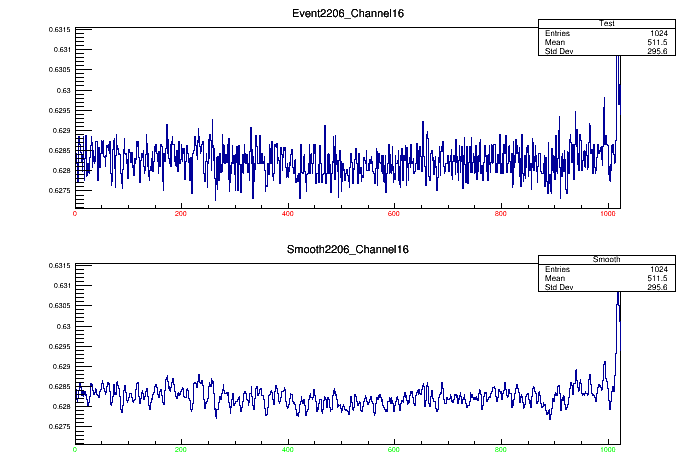 Event2206_Channel16
Test
Entries 1024
Mean 511.5
Std Dev 295.6
0.6315
0.631
0.6305
0.63
0.6295
0.629
0.6285
0.628
0.6275
0 200 400 600 800 1000
Smooth2206_Channel16
Smooth
Entries 1024
Mean 511.5
Std Dev 295.6
0.6315
0.631
0.6305
0.63
0.6295
0.629
0.6285
0.628
0.6275
0 200 400 600 800 1000